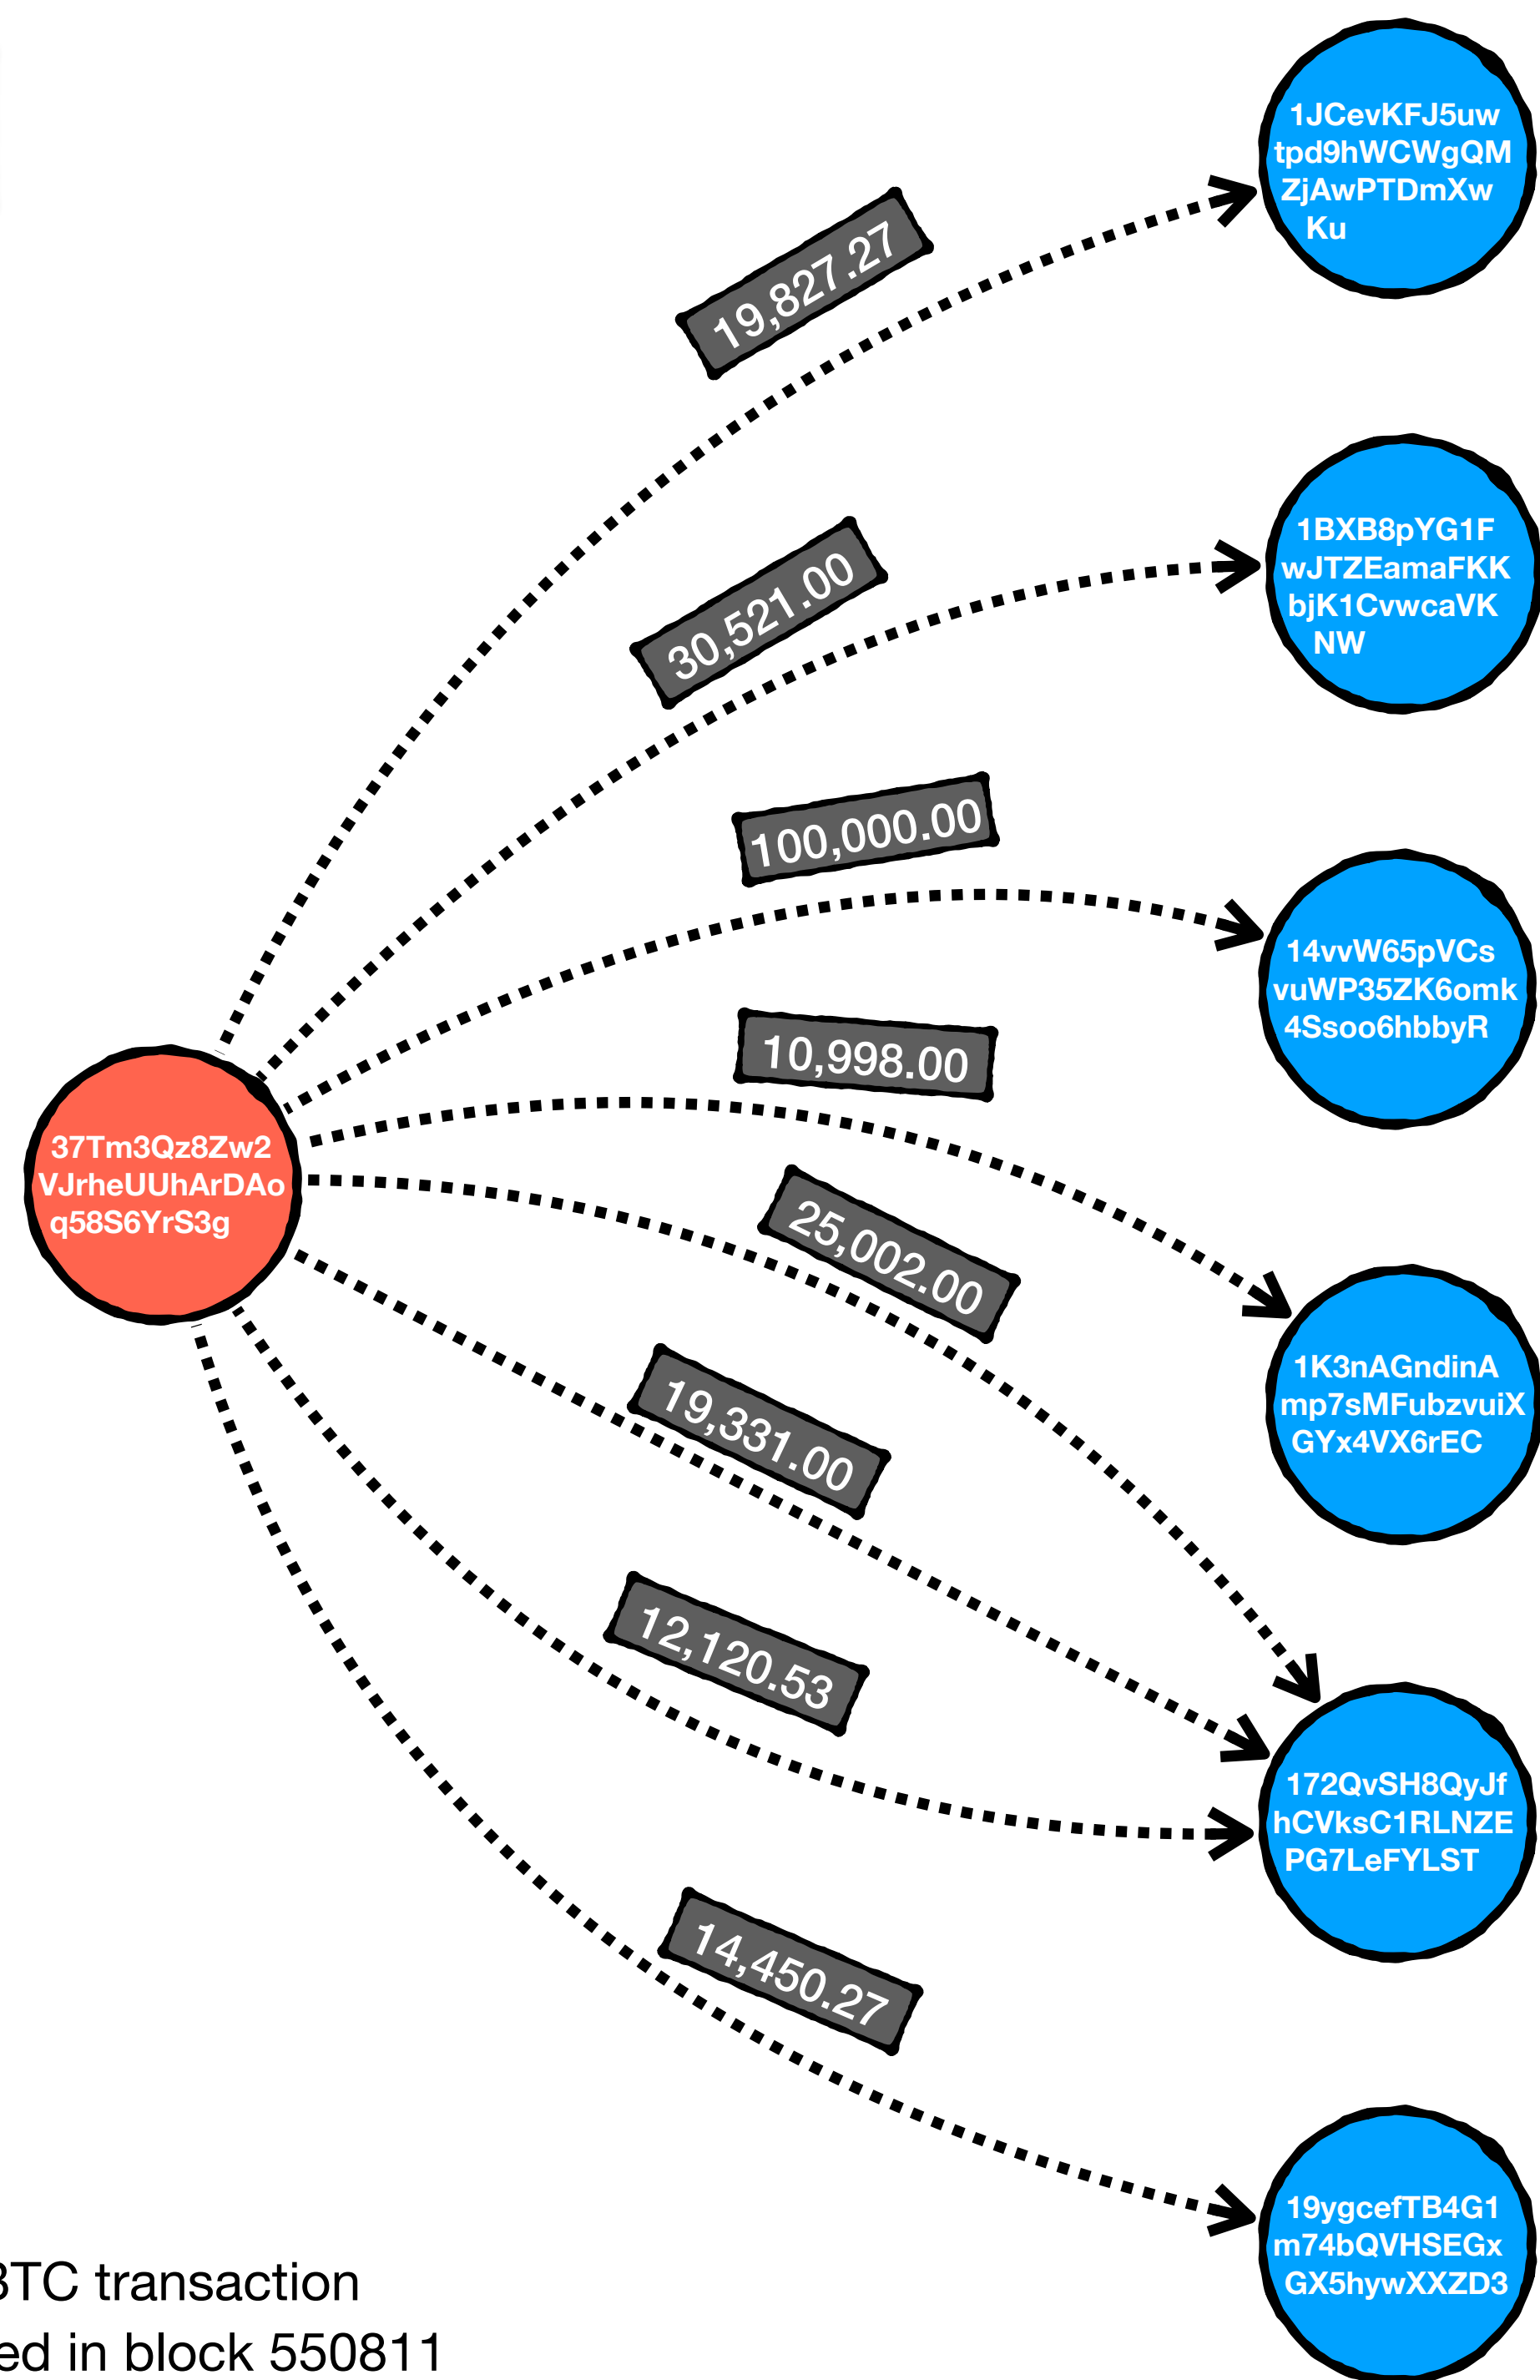 1JCevKFJ5uw
tpd9hWCWgQM
ZjAwPTDmXw
Ku
19,827.27
1BXB8pYG1F
wJTZEamaFKK
bjK1CvwcaVK
NW
30,521.00
100,000.00
14vvW65pVCs
vuWP35ZK6omk
4Ssoo6hbbyR
10,998.00
37Tm3Qz8Zw2
VJrheUUhArDAo
q58S6YrS3g
25,002.00
1K3nAGndinA
mp7sMFubzvuiX
GYx4VX6rEC
19,331.00
12,120.53
172QvSH8QyJf
hCVksC1RLNZE
PG7LeFYLST
14,450.27
19ygcefTB4G1
m74bQVHSEGx
GX5hywXXZD3
BTC transaction
ed in block 550811